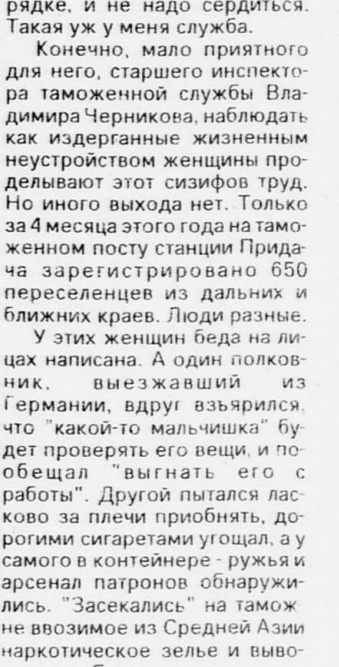 рядке, и не надо сердиться.
Такая уж у меня служба.
Конечно, мало приятного
для него, старшего инспекто-
ра таможенной службы Вла-
димира Черникова, наблюдать
как издерганные жизненным
неустройством женщины про-
делывают этот сизифов труд.
Но иного выхода нет. Только
за 4 месяца этого года на тамо-
женном посту станции Прида-
ча зарегистрировано 650
переселенцев из дальних и
ближних краев. Люди разные.
У этих женщин беда на ли-
цах написана. А один полков-
ник, выезжавший из
Германии, вдруг взъярился,
что "какой-то мальчишка" бу-
дет проверять его вещи, и по-
обещал "выгнать его с
работы". Другой пытался лас-
ково за плечи приобнять, до-
рогими сигаретами угощал, а у
самого в контейнере - ружья и
арсенал патронов обнаружи-
лись. "Засекались" на тамож
не ввозимое из Средней Азии
наркотическое зелье и выво-